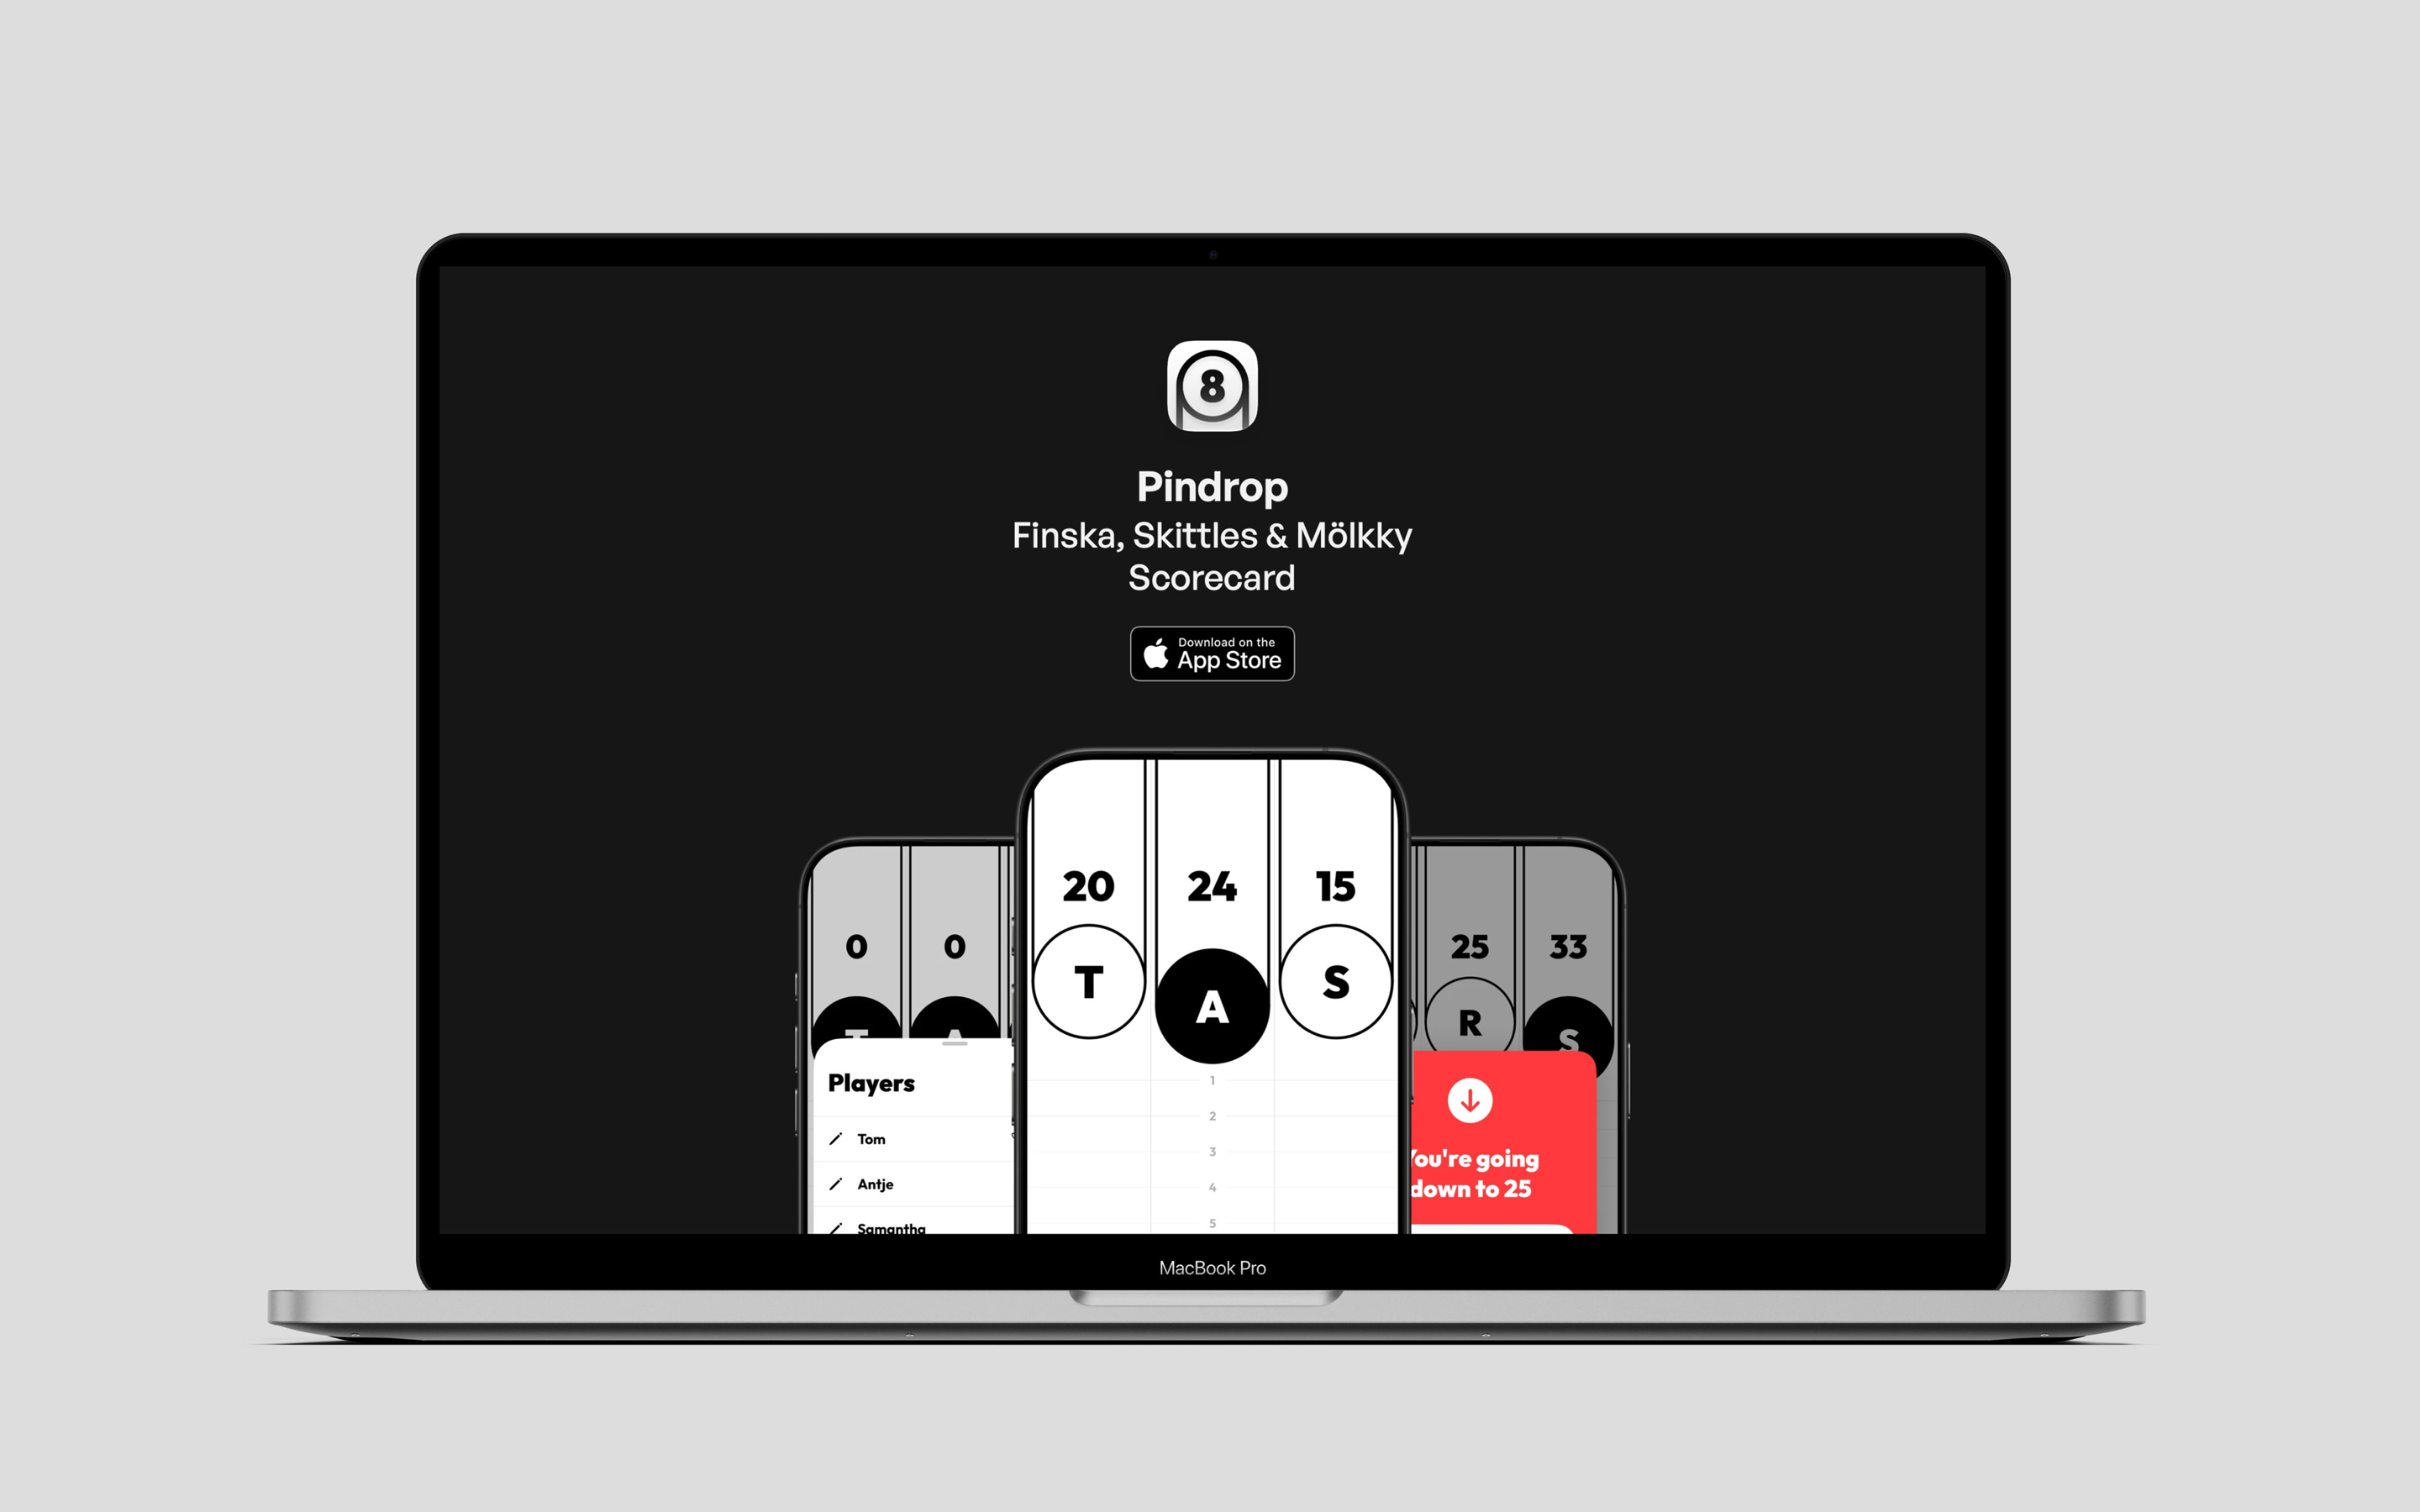 8
Pindrop
Finska, Skittles & Mölkky
Scorecard
Download on the
App Store
20 24 15
T A S
1
2
3
4
5
0 0
T A
Players
Tom
Antje
Samantha
25 33
R S
You're going
down to 25
MacBook Pro